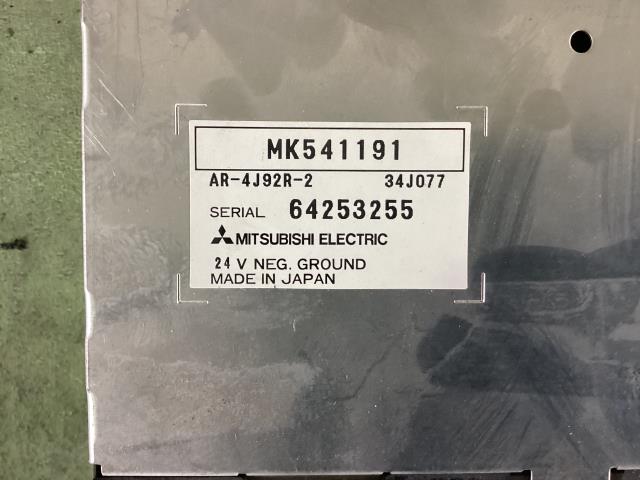 MK541191
AR-4J92R-2 34J077
SERIAL 64253255
MITSUBISHI ELECTRIC
24 V NEG. GROUND
MADE IN JAPAN